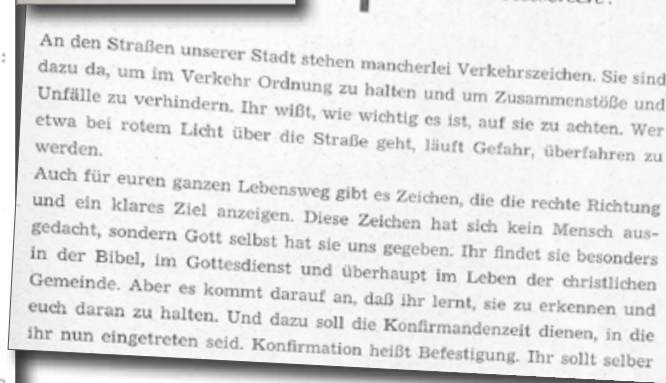 An den Straßen unserer Stadt stehen mancherlei Verkehrszeichen. Sie sind
dazu da, um im Verkehr Ordnung zu halten und um Zusammenstöße und
Unfälle zu verhindern. Ihr wißt, wie wichtig es ist, auf sie zu achten. Wer
etwa bei rotem Licht über die Straße geht, läuft Gefahr, überfahren zu
werden.
Auch für euren ganzen Lebensweg gibt es Zeichen, die die rechte Richtung
und ein klares Ziel anzeigen. Diese Zeichen hat sich kein Mensch aus-
gedacht, sondern Gott selbst hat sie uns gegeben. Ihr findet sie besonders
in der Bibel, im Gottesdienst und überhaupt im Leben der christlichen
Gemeinde. Aber es kommt darauf an, daß ihr lernt, sie zu erkennen und
euch daran zu halten. Und dazu soll die Konfirmandenzeit dienen, in die
ihr nun eingetreten seid. Konfirmation heißt Befestigung. Ihr sollt selber